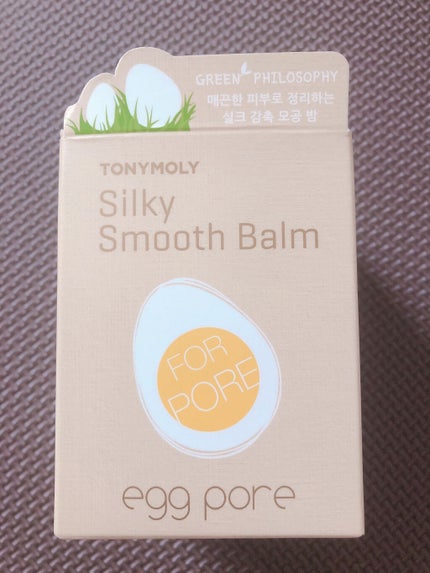 GREEN PHILOSOPHY
매끈한 피부로 정리하는
실크 감촉 모공 밤
TONYMOLY
Silky
Smooth Balm
FOR
PORE
egg pore